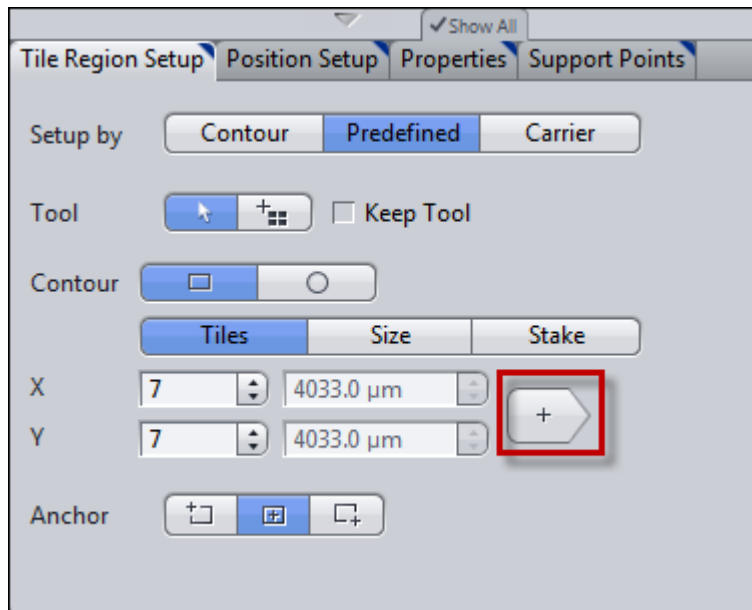 Show All
Tile Region Setup Position Setup Properties Support Points
Setup by Contour Predefined Carrier
Tool Keep Tool
Contour
Tiles Size Stake
X 7 4033.0 µm
+
Y 7 4033.0 µm
Anchor